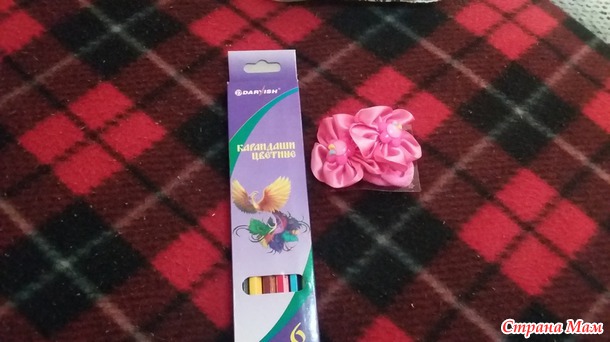 DARVISH
КАРАНДАШИ
ЦВЕТНЫЕ
6
Страна Мам